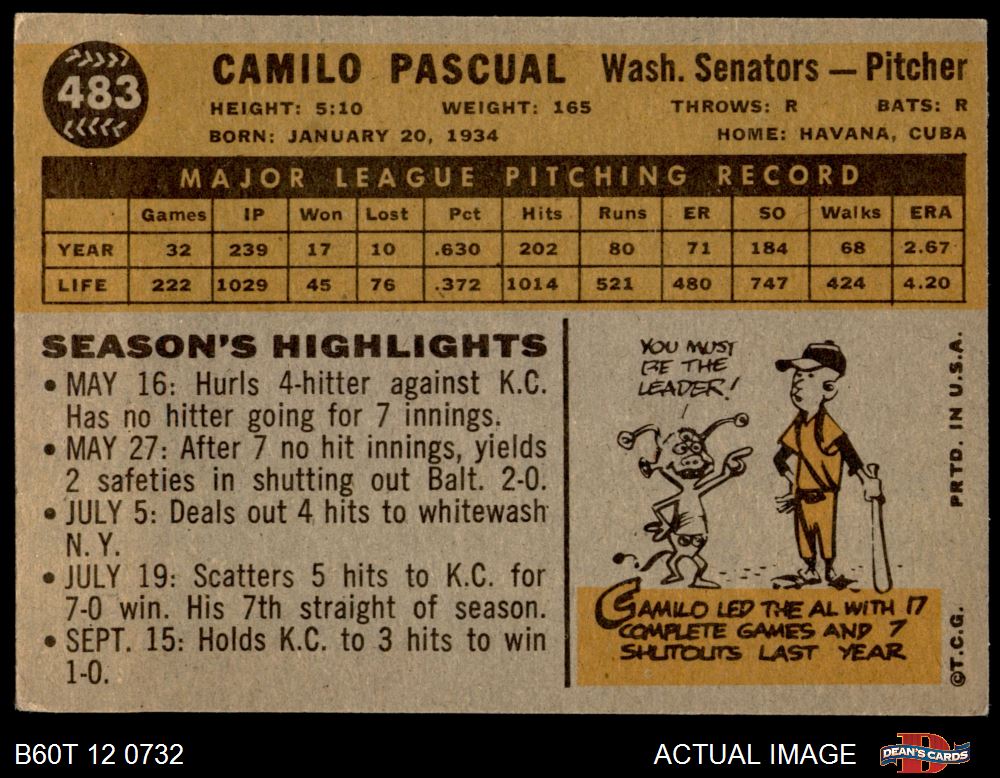 483
CAMILO PASCUAL Wash. Senators — Pitcher
HEIGHT: 5:10 WEIGHT: 165 THROWS: R BATS: R
BORN: JANUARY 20, 1934 HOME: HAVANA, CUBA
MAJOR LEAGUE PITCHING RECORD
Games IP Won Lost Pct Hits Runs ER SO Walks ERA
YEAR 32 239 17 10 .630 202 80 71 184 68 2.67
LIFE 222 1029 45 76 .372 1014 521 480 747 424 4.20
SEASON'S HIGHLIGHTS
• MAY 16: Hurls 4-hitter against K.C.
Has no hitter going for 7 innings.
• MAY 27: After 7 no hit innings, yields
2 safeties in shutting out Balt. 2-0.
• JULY 5: Deals out 4 hits to whitewash
N. Y.
• JULY 19: Scatters 5 hits to K.C. for
7-0 win. His 7th straight of season.
• SEPT. 15: Holds K.C. to 3 hits to win
1-0.
YOU MUST
BE THE
LEADER!
CAMILO LED THE AL WITH 17
COMPLETE GAMES AND 7
SHUTOUTS LAST YEAR
©T.C.G. PRTD. IN U.S.A.
B60T 12 0732 ACTUAL IMAGE DEAN'S CARDS